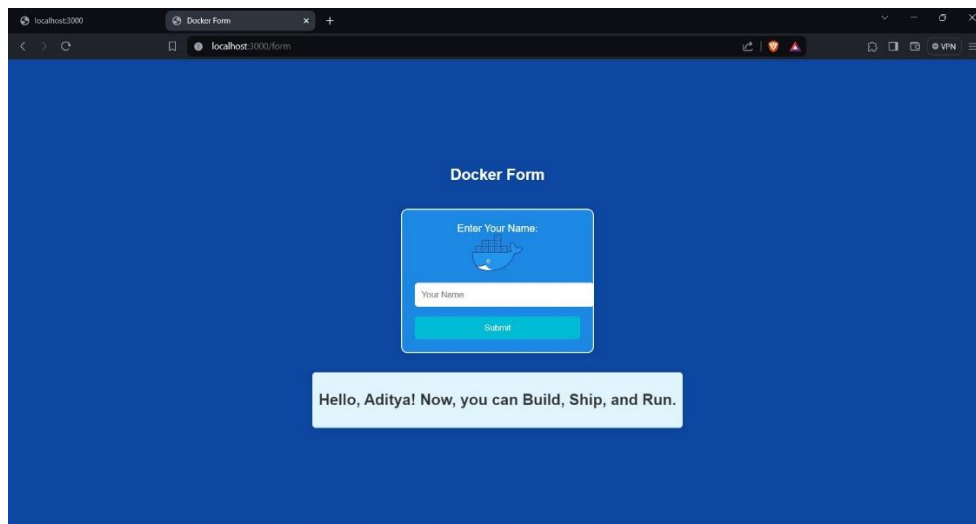 localhost:3000
Docker Form
localhost:3000/form
VPN
Docker Form
Enter Your Name:
Your Name
Submit
Hello, Aditya! Now, you can Build, Ship, and Run.